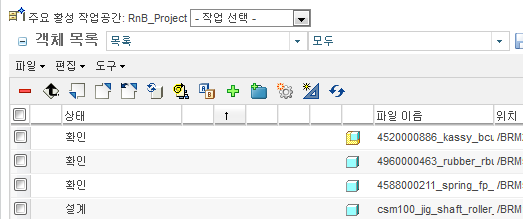 주요 활성 작업공간: RnB_Project - 작업 선택 -
객체 목록 목록 모두
파일 편집 도구
상태 파일 이름 위치
확인 4520000886_kassy_bcu /BRM
확인 4960000463_rubber_rbu /BRM
확인 4588000211_spring_fp_ /BRM
설계 csm100_jig_shaft_roller_ /BRM